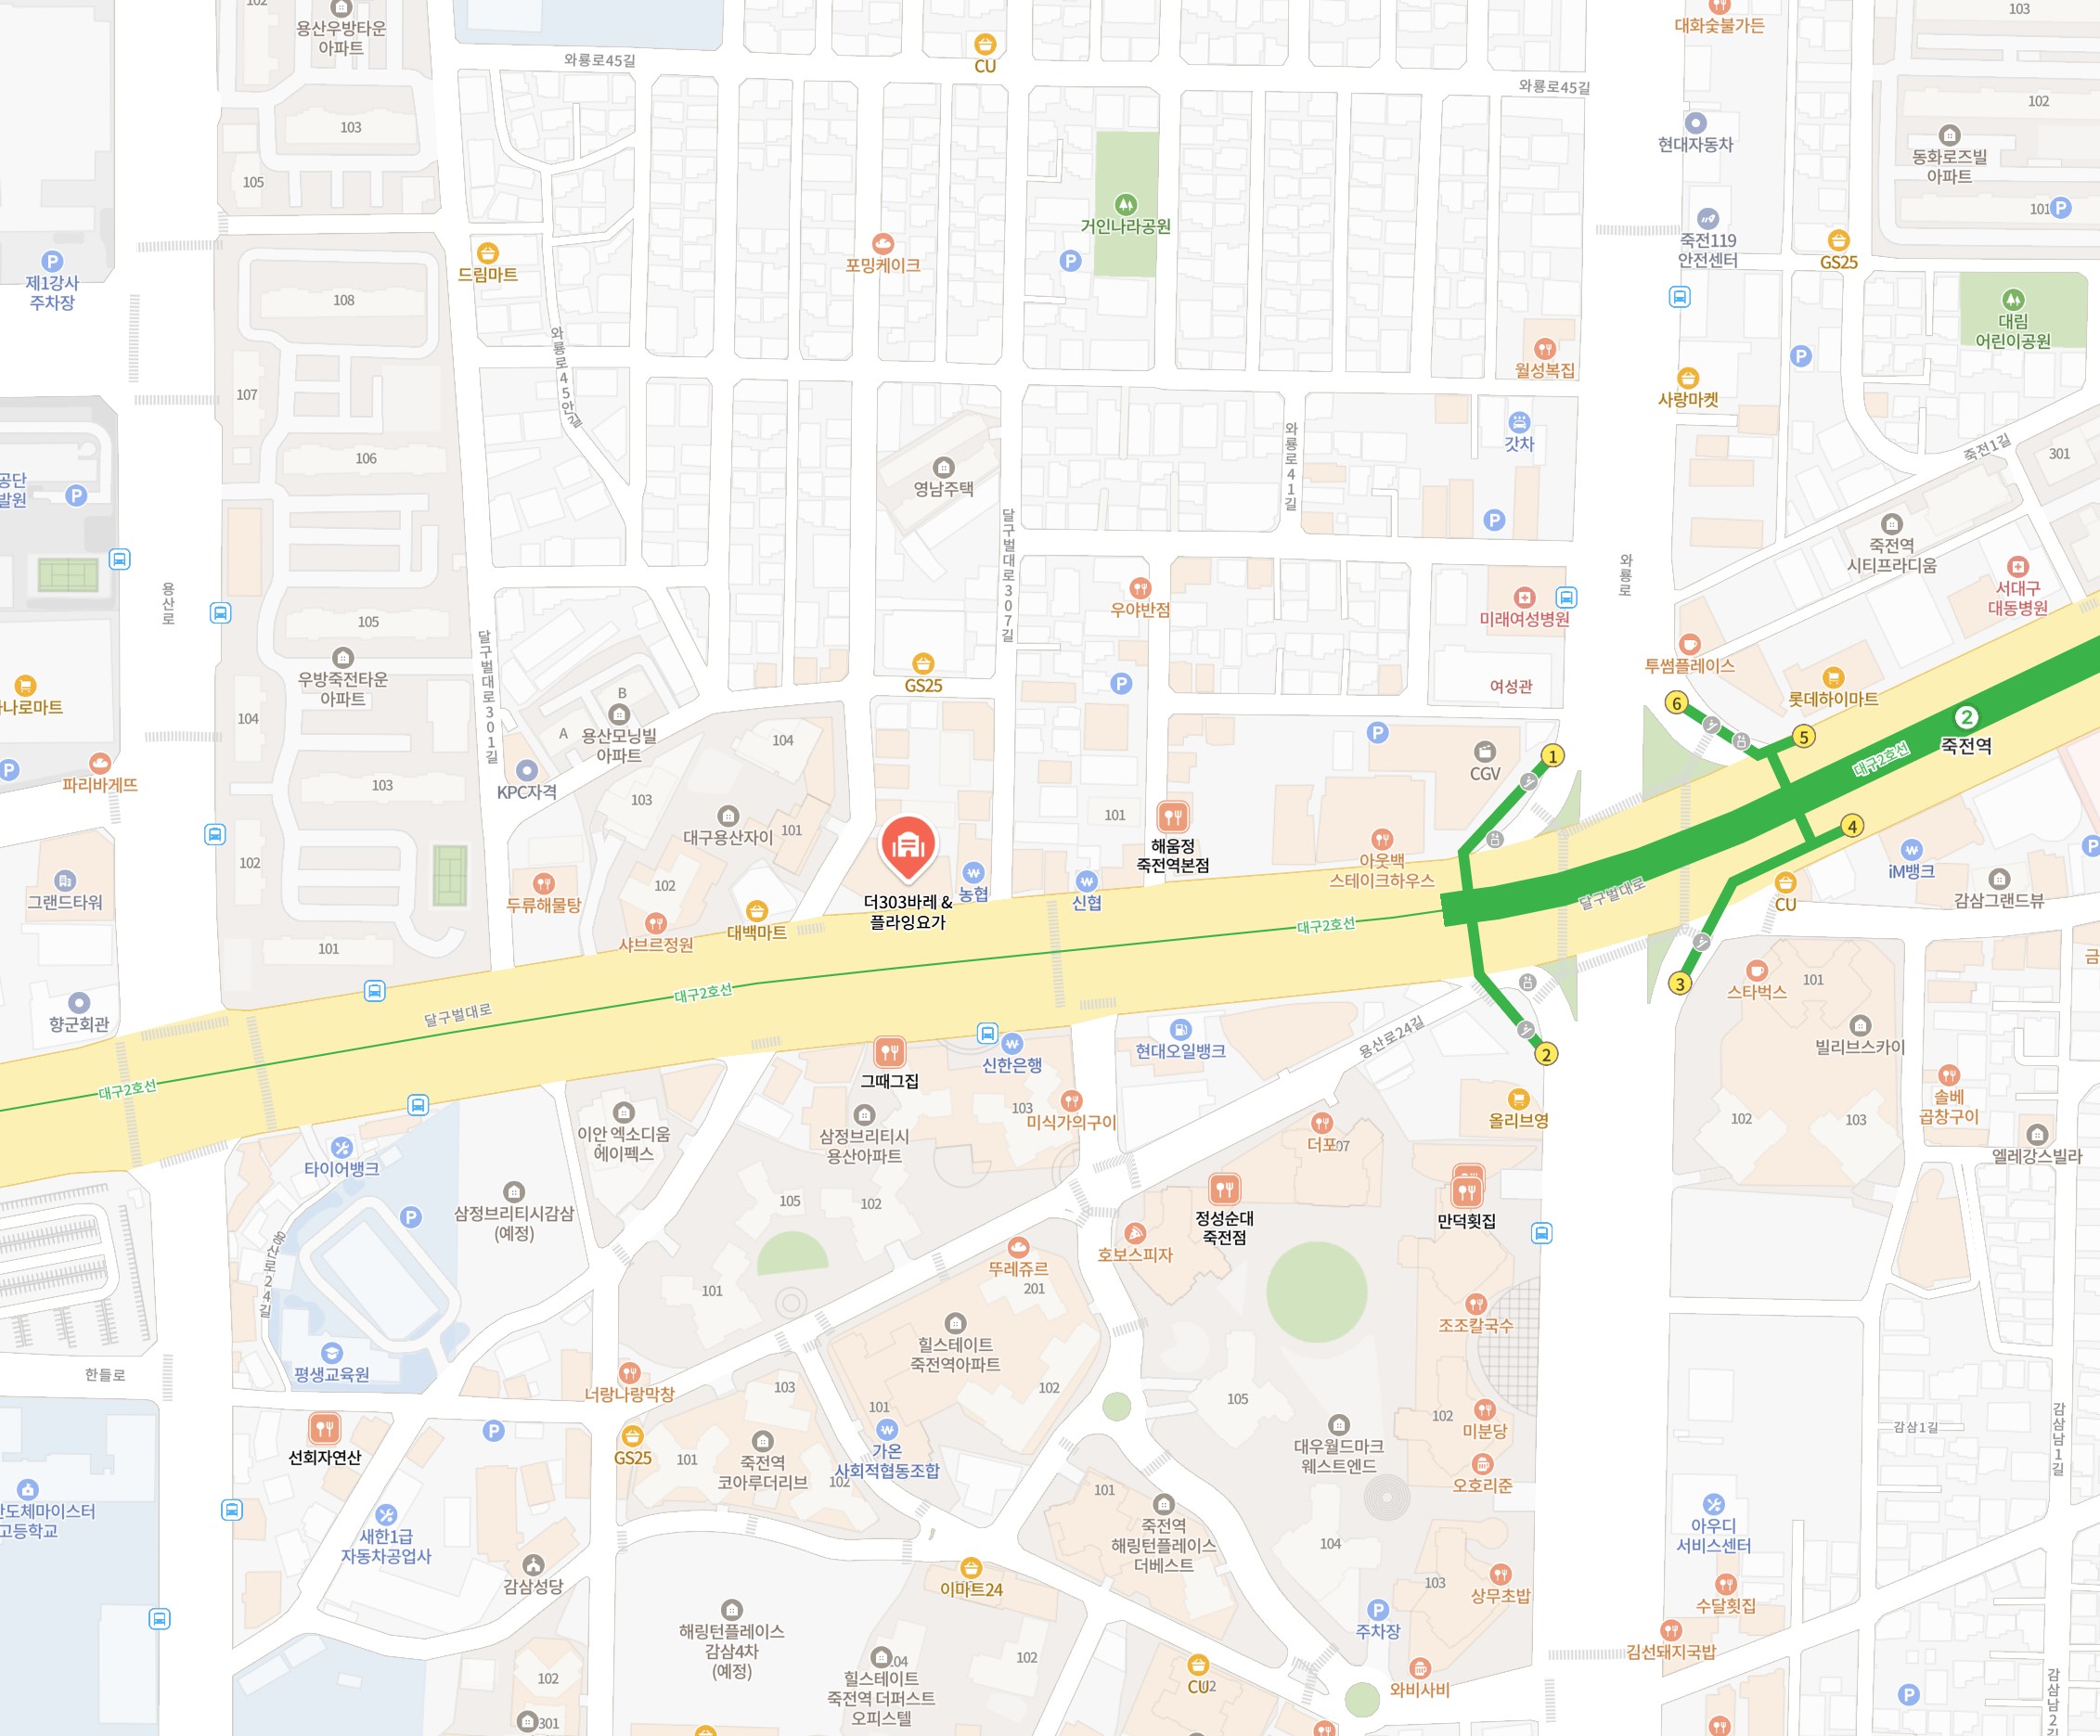 102
용산우방타운
아파트
103
105
와룡로45길
CU
와룡로45길
대화숯불가든
103
102
현대자동차
동화로즈빌
아파트
101
P
죽전119
안전센터
GS25
거인나라공원
P
포밍케이크
드림마트
P
제1강사
주차장
108
107
106
와룡로45안길
월성복집
대림
어린이공원
P
사랑마켓
갓차
P
와룡로41길
죽전1길
301
영남주택
달구벌대로307길
죽전역
시티프라디움
서대구
대동병원
공단
발원
P
용산로
와룡로
105
우방죽전타운
아파트
104
달구벌대로301길
우야반점
미래여성병원
여성관
투썸플레이스
롯데하이마트
GS25
P
B
A
용산모닝빌
아파트
나로마트
P
파리바게뜨
103
102
101
KPC자격
104
103
대구용산자이
101
102
P
CGV
1
6
5
2
죽전역
대구2호선
4
101
해움정
죽전역본점
아웃백
스테이크하우스
더303바레 &
플라잉요가
농협
신협
두류해물탕
샤브르정원
대백마트
그랜드타워
향군회관
iM뱅크
P
감삼그랜드뷰
CU
달구벌대로
대구2호선
대구2호선
달구벌대로
대구2호선
3
2
스타벅스
101
빌리브스카이
102
103
금
솔베
곱창구이
엘레강스빌라
그때그집
신한은행
현대오일뱅크
용산로24길
올리브영
103
미식가의구이
더포
07
이안 엑소디움
에이펙스
삼정브리티시
용산아파트
105
102
101
타이어뱅크
P
삼정브리티시감삼
(예정)
용산로24길
평생교육원
한들로
정성순대
죽전점
만덕횟집
호보스피자
뚜레쥬르
201
힐스테이트
죽전역아파트
102
101
조조칼국수
105
102
미분당
대우월드마크
웨스트엔드
오호리준
너랑나랑막창
103
GS25
101
죽전역
코아루더리브
102
가온
사회적협동조합
선회자연산
P
새한1급
자동차공업사
감삼성당
반도체마이스터
고등학교
101
죽전역
해링턴플레이스
더베스트
104
103
상무초밥
P
주차장
와비사비
이마트24
해링턴플레이스
감삼4차
(예정)
04
힐스테이트
죽전역 더퍼스트
오피스텔
102
CU
02
102
301
감삼1길
감삼남1길
감삼남2길
아우디
서비스센터
수달횟집
김선돼지국밥
P